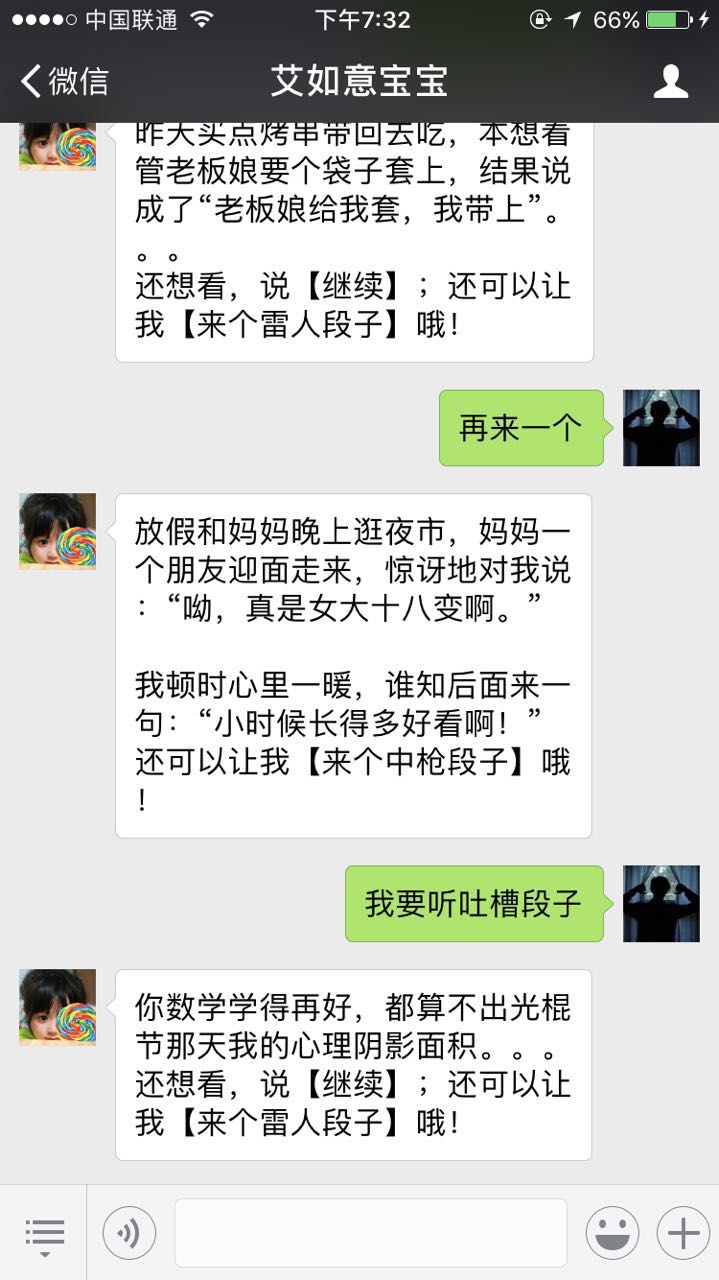 中国联通
下午7:32
66%
微信
艾如意宝宝
昨天买点烤串带回去吃，本想着
管老板娘要个袋子套上，结果说
成了“老板娘给我套，我带上”。
。。
还想看，说【继续】；还可以让
我【来个雷人段子】哦！
再来一个
放假和妈妈晚上逛夜市，妈妈一
个朋友迎面走来，惊讶地对我说
：“呦，真是女大十八变啊。”
我顿时心里一暖，谁知后面来一
句：“小时候长得多好看啊！”
还可以让我【来个中枪段子】哦
！
我要听吐槽段子
你数学学得再好，都算不出光棍
节那天我的心理阴影面积。。。
还想看，说【继续】；还可以让
我【来个雷人段子】哦！